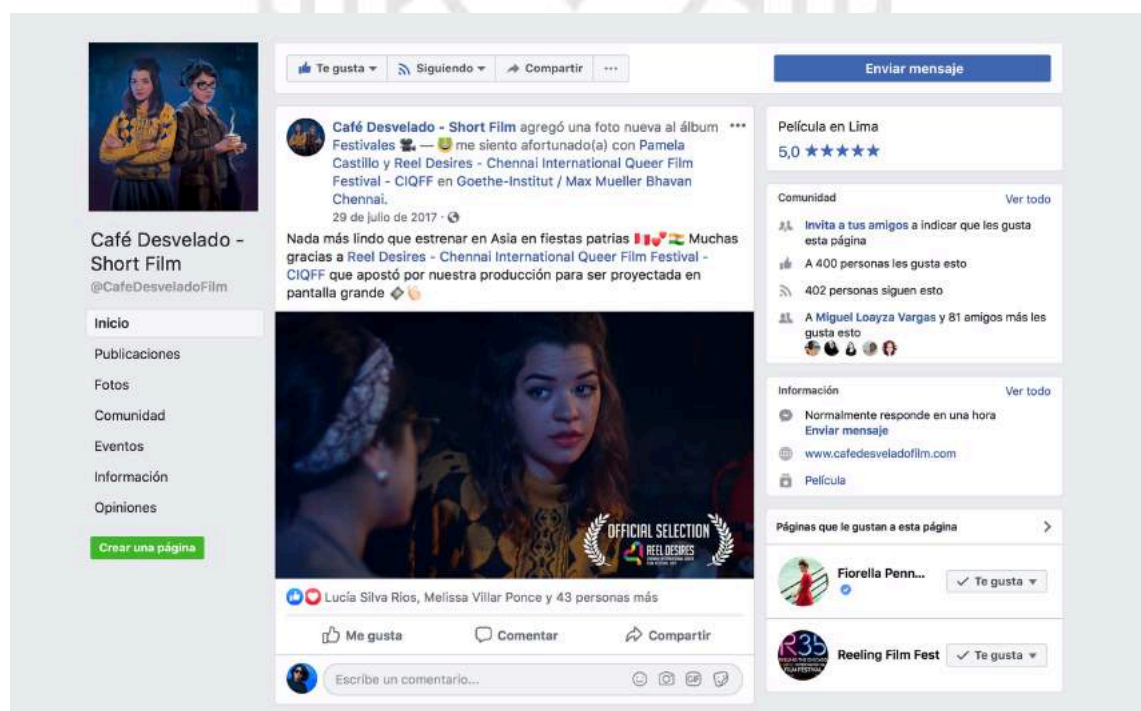 Café Desvelado -
Short Film
@CafeDesveladoFilm
Inicio
Publicaciones
Fotos
Comunidad
Eventos
Información
Opiniones
Crear una página
Te gusta
Siguiendo
Compartir
Enviar mensaje
Café Desvelado - Short Film agregó una foto nueva al álbum
Festivales 🎥 — 😀 me siento afortunado(a) con Pamela
Castillo y Reel Desires - Chennai International Queer Film
Festival - CIQFF en Goethe-Institut / Max Mueller Bhavan
Chennai.
29 de julio de 2017 ·
Nada más lindo que estrenar en Asia en fiestas patrias 🇵🇪💕🇮🇳 Muchas
gracias a Reel Desires - Chennai International Queer Film Festival -
CIQFF que apostó por nuestra producción para ser proyectada en
pantalla grande
OFFICIAL SELECTION
REEL DESIRES
Lucía Silva Rios, Melissa Villar Ponce y 43 personas más
Me gusta
Comentar
Compartir
Escribe un comentario...
GIF
Película en Lima
5,0 ★★★★★
Comunidad
Ver todo
Invita a tus amigos a indicar que les gusta
esta página
A 400 personas les gusta esto
402 personas siguen esto
A Miguel Loayza Vargas y 81 amigos más les
gusta esto
Información
Ver todo
Normalmente responde en una hora
Enviar mensaje
www.cafedesveladofilm.com
Película
Páginas que le gustan a esta página
Fiorella Penn...
Te gusta
R35
Reeling Film Fest
Te gusta